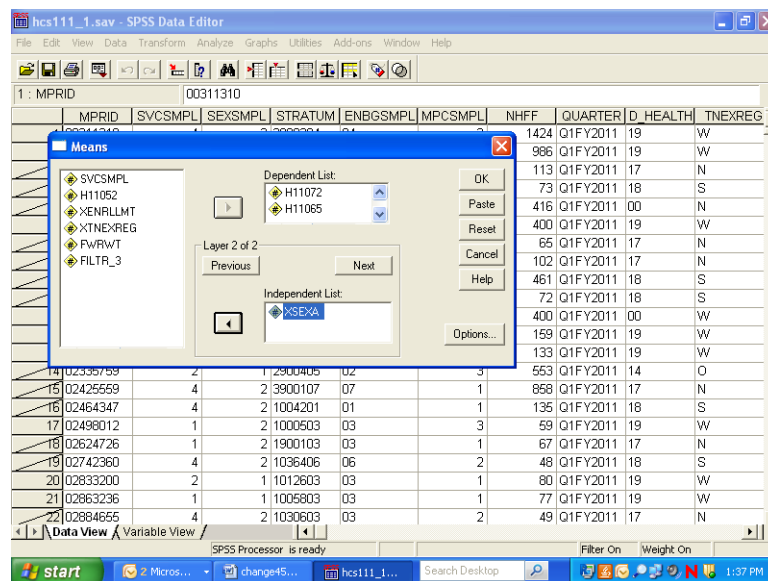 hcs111_1.sav - SPSS Data Editor
File Edit View Data Transform Analyze Graphs Utilities Add-ons Window Help
1 : MPRID 00311310
MPRID SVCSMPL SEXSMPL STRATUM ENBGSMPL MPCSMPL NHFF QUARTER D_HEALTH TNEXREG
1424 Q1FY2011 19 W
Means
986 Q1FY2011 19 W
113 Q1FY2011 17 N
73 Q1FY2011 18 S
416 Q1FY2011 00 N
400 Q1FY2011 19 W
65 Q1FY2011 17 N
102 Q1FY2011 17 N
461 Q1FY2011 18 S
72 Q1FY2011 18 S
400 Q1FY2011 00 W
159 Q1FY2011 19 W
133 Q1FY2011 19 W
SVCSMPL
H11052
XENRLLMT
XTNEXREG
FWRWT
FILTR_3
Dependent List:
H11072
H11065
Layer 2 of 2
Previous Next
Independent List:
XSEXA
OK
Paste
Reset
Cancel
Help
Options...
14 02335759 2 1 2900405 02 3 553 Q1FY2011 14 O
15 02425559 4 2 3900107 07 1 858 Q1FY2011 17 N
16 02464347 4 2 1004201 01 1 135 Q1FY2011 18 S
17 02498012 1 2 1000503 03 3 59 Q1FY2011 19 W
18 02624726 1 2 1900103 03 1 67 Q1FY2011 17 N
19 02742360 4 2 1036406 06 2 48 Q1FY2011 18 S
20 02833200 2 1 1012603 03 1 80 Q1FY2011 19 W
21 02863236 1 1 1005803 03 1 77 Q1FY2011 19 W
22 02884655 4 2 1030603 03 2 49 Q1FY2011 17 N
Data View Variable View
SPSS Processor is ready Filter On Weight On
start 2 Micros... change45... hcs111_1... Search Desktop 1:37 PM